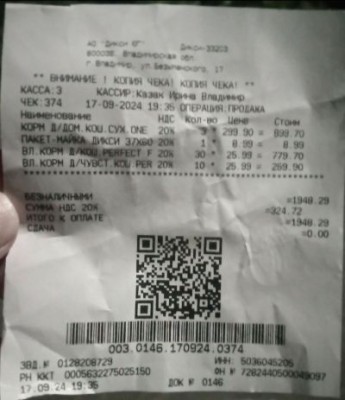 АО "Дикси ЮГ" Дикси-33203
600036, Владимирская обл.
г. Владимир, ул. Безыменского, 17
** ВНИМАНИЕ ! КОПИЯ ЧЕКА! КОПИЯ ЧЕКА! **
КАССА:3 КАССИР: Ирина Владимир
ЧЕК:374 17-09-2024 19:35 ОПЕРАЦИЯ:ПРОДАЖА
Наименование НДС Кол-во Цена Стоим
КОРМ Д/ДОМ.КОШ.СУХ.ONE 20% 3 * 299.90 = 899.70
ПАКЕТ-МАЙКА ДИКСИ 20% 1 * 8.99 = 8.99
ВЛ.КОРМ Д/КОШ PERFECT F 20% 30 * 25.99 = 779.70
ВЛ.КОРМ Д/ЧУВСТ.КОШ PER 20% 10 * 25.99 = 259.90
БЕЗНАЛИЧНЫМИ =1948.29
СУММА НДС 20% =324.72
ИТОГО К ОПЛАТЕ =1948.29
СДАЧА =0.00
003.0146.170924.0374
ЗВД.№ 0128208729 ИНН: 5036045205
РН ККТ 0005632275025150 ФН № 7282440500049097
17.09.24 19:35 ДОК № 0146